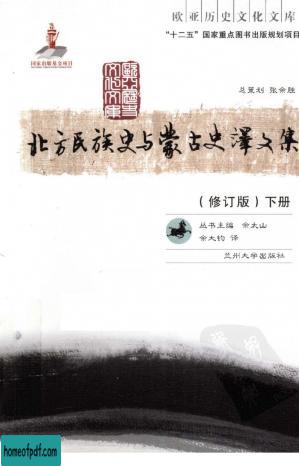 欧亚历史文化文库
国家出版基金项目
“十二五”国家重点图书出版规划项目
总策划 张余胜
北方民族史与蒙古史译文集
(修订版)下册
丛书主编 余太山
余大钧 译
兰州大学出版社
homeofpdf.com